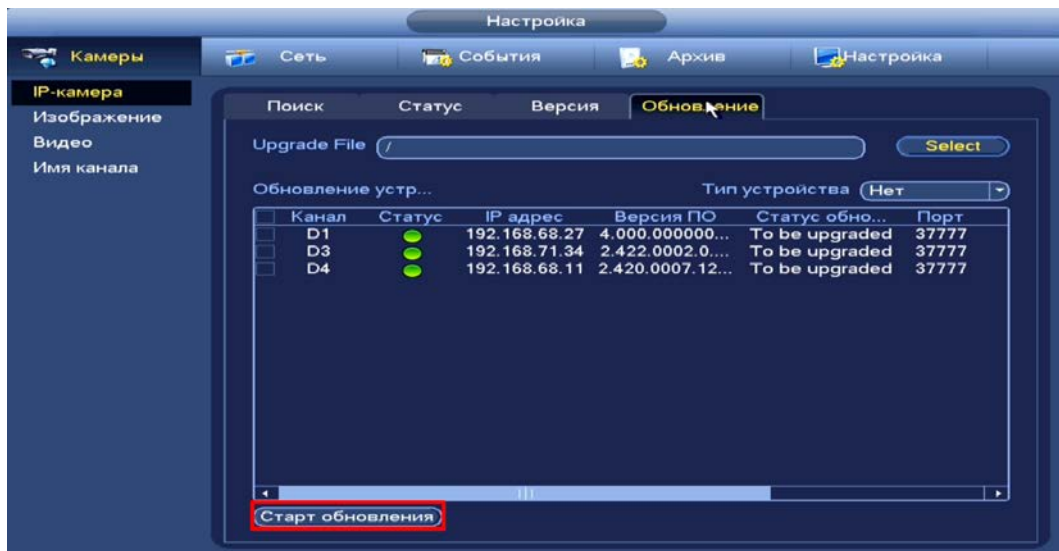 Настройка
Камеры Сеть События Архив Настройка
IP-камера
Изображение
Видео
Имя канала
Поиск Статус Версия Обновление
Upgrade File / Select
Обновление устр... Тип устройства Нет
Канал Статус IP адрес Версия ПО Статус обно... Порт
D1 192.168.68.27 4.000.000000... To be upgraded 37777
D3 192.168.71.34 2.422.0002.0.... To be upgraded 37777
D4 192.168.68.11 2.420.0007.12... To be upgraded 37777
Старт обновления